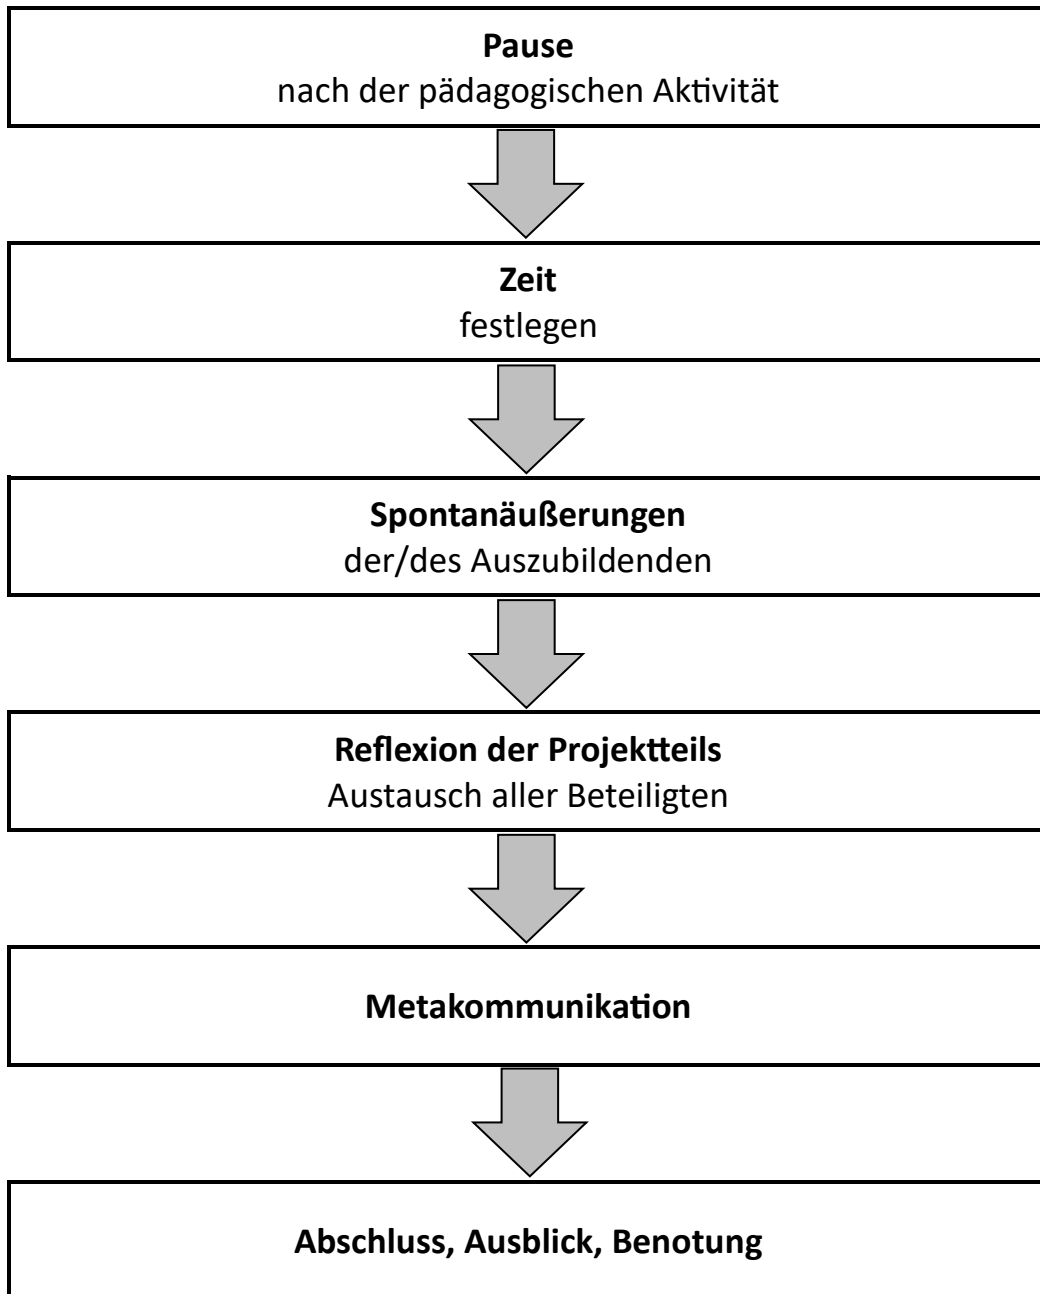 Pause
nach der pädagogischen Aktivität
Zeit
festlegen
Spontanäußerungen
der/des Auszubildenden
Reflexion der Projektteils
Austausch aller Beteiligten
Metakommunikation
Abschluss, Ausblick, Benotung